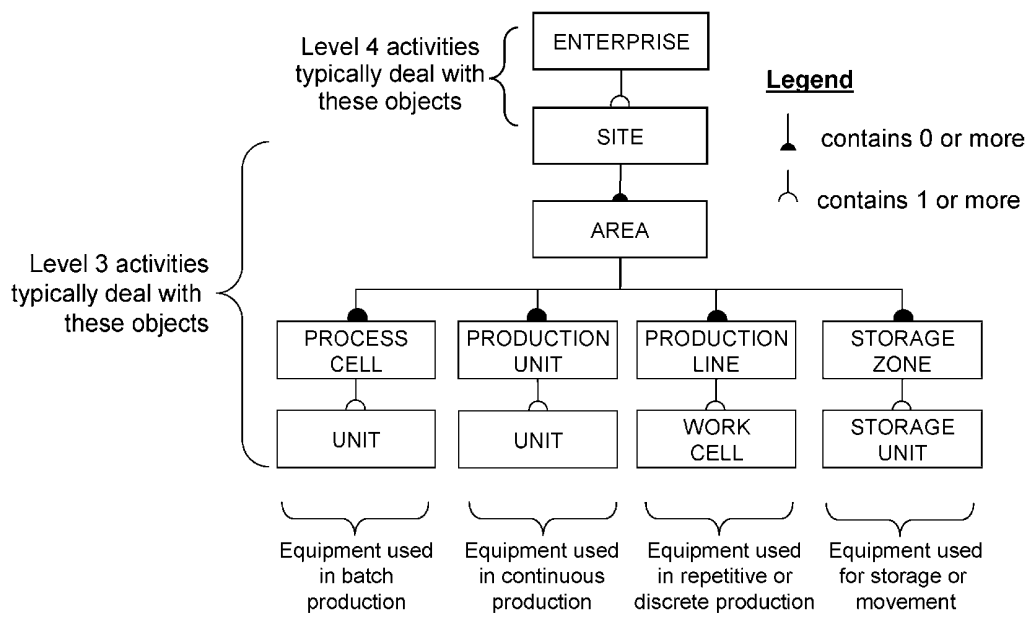 Level 4 activities
typically deal with
these objects
ENTERPRISE
SITE
Legend
contains 0 or more
contains 1 or more
AREA
Level 3 activities
typically deal with
these objects
PROCESS
CELL
PRODUCTION
UNIT
PRODUCTION
LINE
STORAGE
ZONE
UNIT
UNIT
WORK
CELL
STORAGE
UNIT
Equipment used
in batch
production
Equipment used
in continuous
production
Equipment used
in repetitive or
discrete production
Equipment used
for storage or
movement